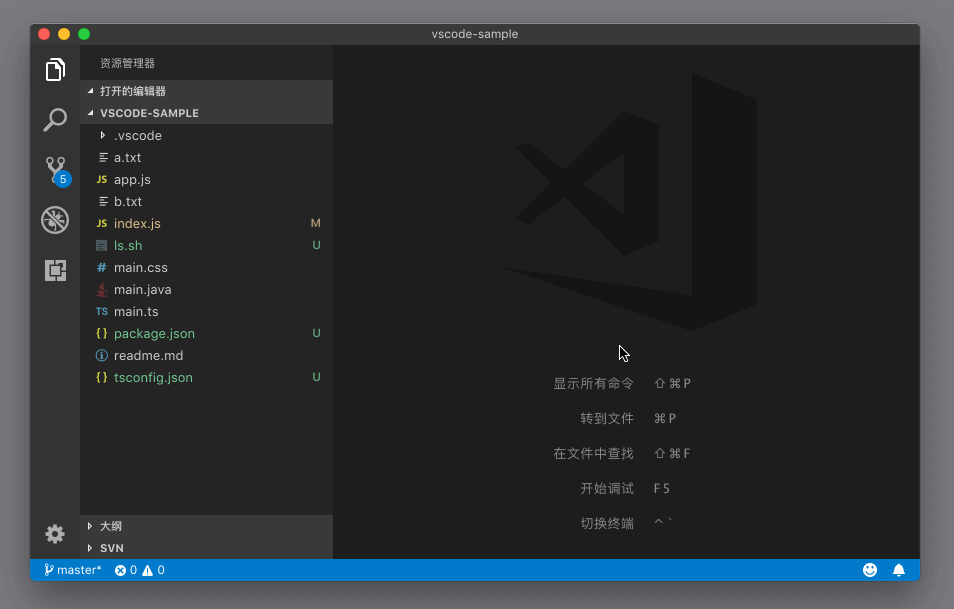 vscode-sample
资源管理器
打开的编辑器
VSCODE-SAMPLE
.vscode
a.txt
JS app.js
b.txt
JS index.js M
ls.sh U
# main.css
main.java
TS main.ts
{} package.json U
readme.md
{} tsconfig.json U
5
大纲
SVN
显示所有命令 ⇧⌘P
转到文件 ⌘P
在文件中查找 ⇧⌘F
开始调试 F5
切换终端 ^`
master* 0 0